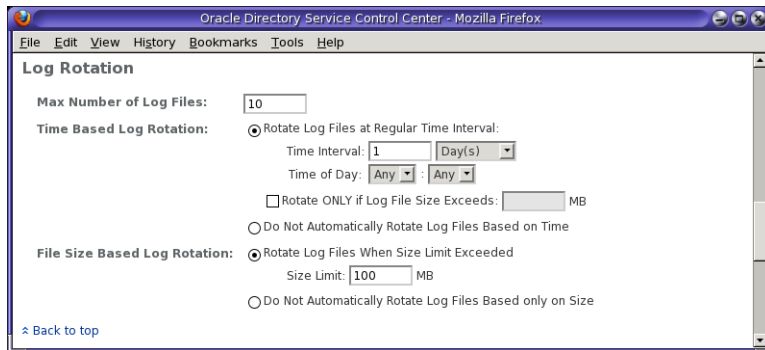 Oracle Directory Service Control Center - Mozilla Firefox
File Edit View History Bookmarks Tools Help
Log Rotation
Max Number of Log Files: 10
Time Based Log Rotation: Rotate Log Files at Regular Time Interval:
Time Interval: 1 Day(s)
Time of Day: Any : Any
Rotate ONLY if Log File Size Exceeds: MB
Do Not Automatically Rotate Log Files Based on Time
File Size Based Log Rotation: Rotate Log Files When Size Limit Exceeded
Size Limit: 100 MB
Do Not Automatically Rotate Log Files Based only on Size
Back to top